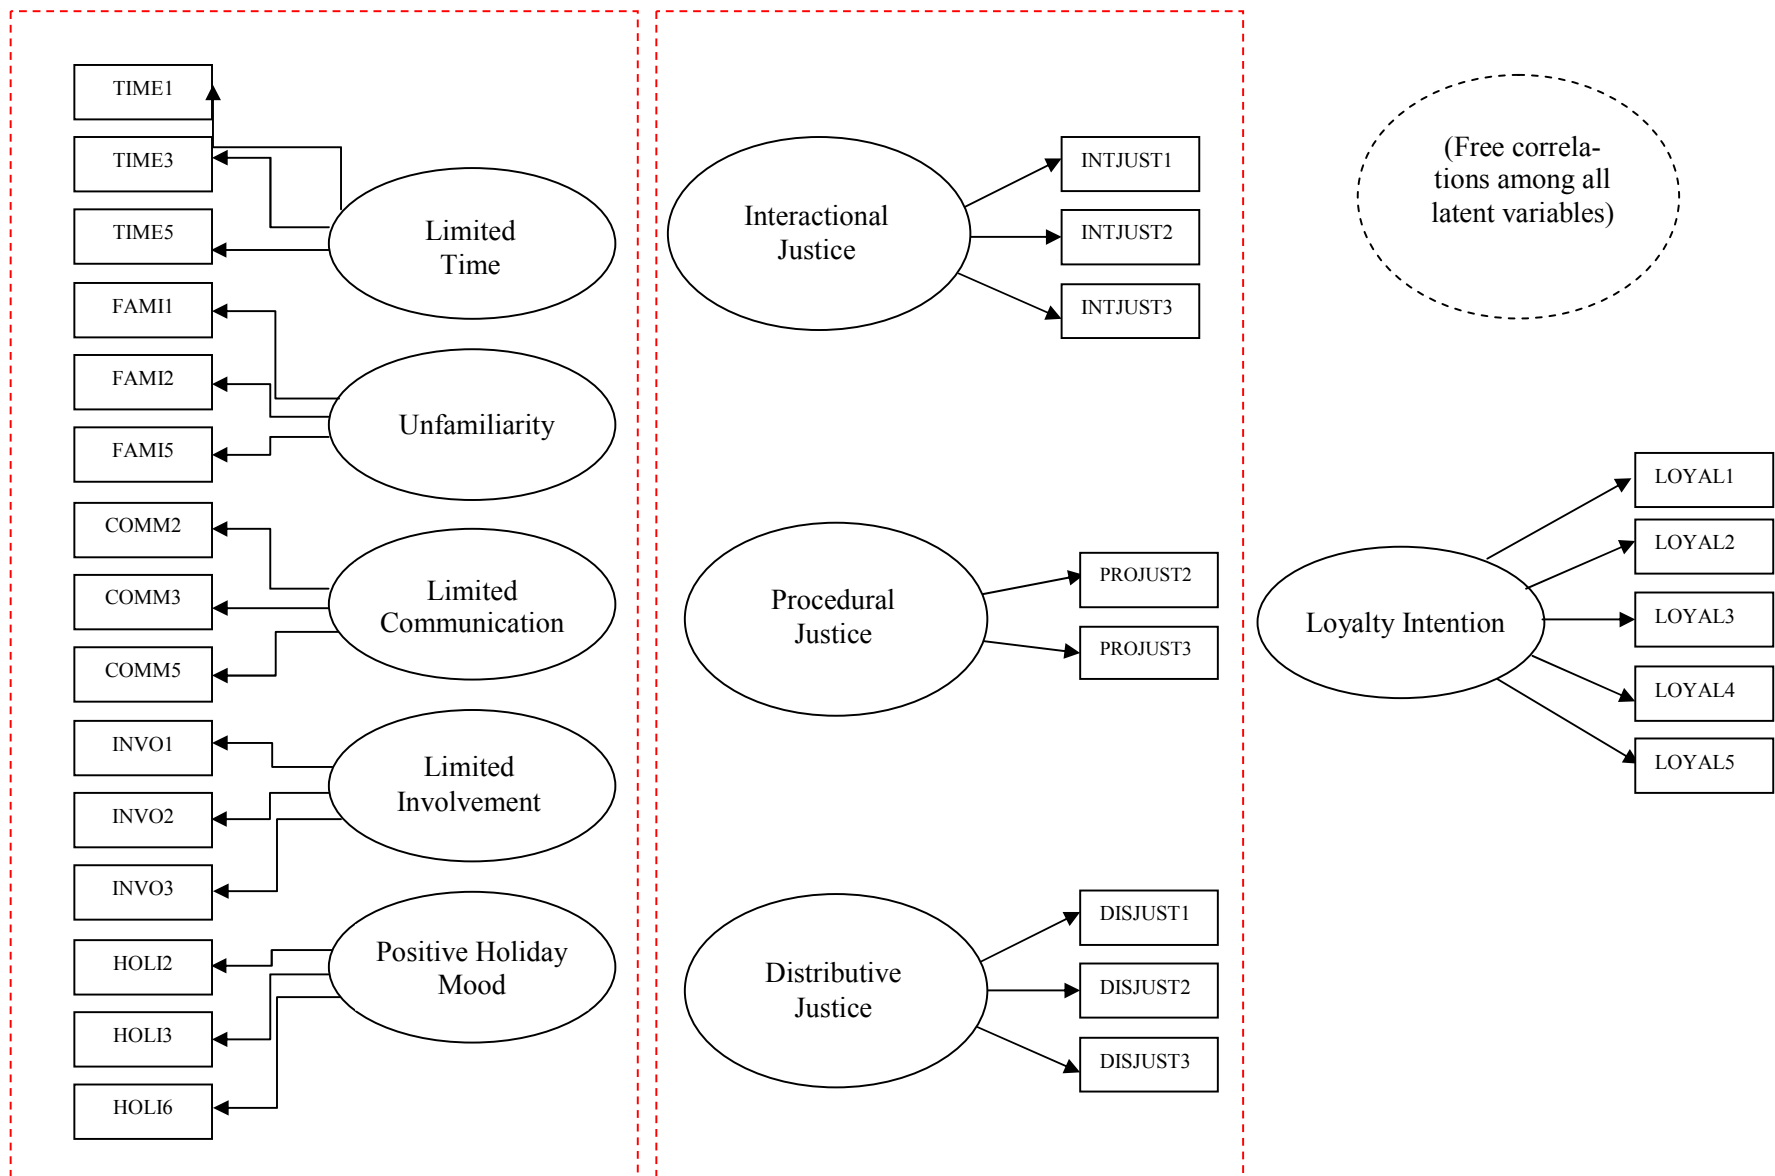 TIME1
TIME3
TIME5
FAMI1
FAMI2
FAMI5
COMM2
COMM3
COMM5
INVO1
INVO2
INVO3
HOLI2
HOLI3
HOLI6
Limited
Time
Unfamiliarity
Limited
Communication
Limited
Involvement
Positive Holiday
Mood
Interactional
Justice
INTJUST1
INTJUST2
INTJUST3
Procedural
Justice
PROJUST2
PROJUST3
Distributive
Justice
DISJUST1
DISJUST2
DISJUST3
(Free correla-
tions among all
latent variables)
Loyalty Intention
LOYAL1
LOYAL2
LOYAL3
LOYAL4
LOYAL5